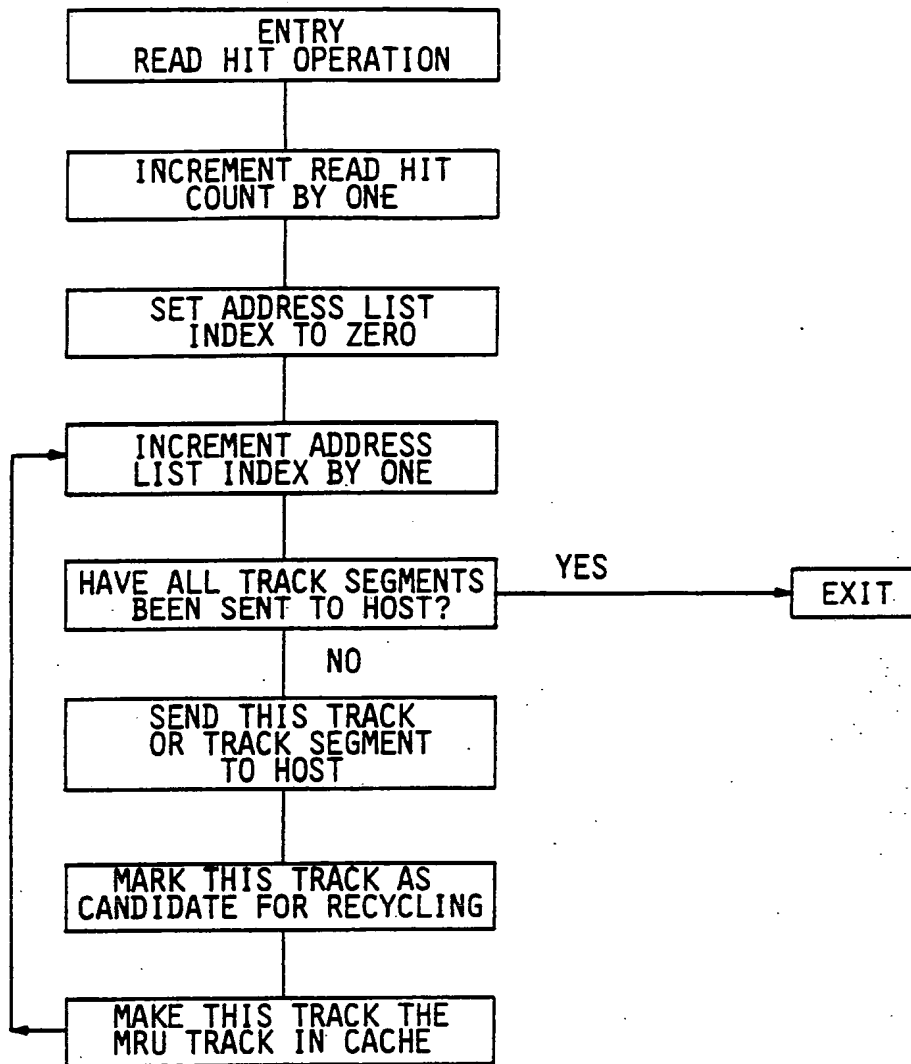 ENTRY
READ HIT OPERATION
INCREMENT READ HIT
COUNT BY ONE
SET ADDRESS LIST
INDEX TO ZERO
INCREMENT ADDRESS
LIST INDEX BY ONE
HAVE ALL TRACK SEGMENTS
BEEN SENT TO HOST?
YES
EXIT
NO
SEND THIS TRACK
OR TRACK SEGMENT
TO HOST
MARK THIS TRACK AS
CANDIDATE FOR RECYCLING
MAKE THIS TRACK THE
MRU TRACK IN CACHE